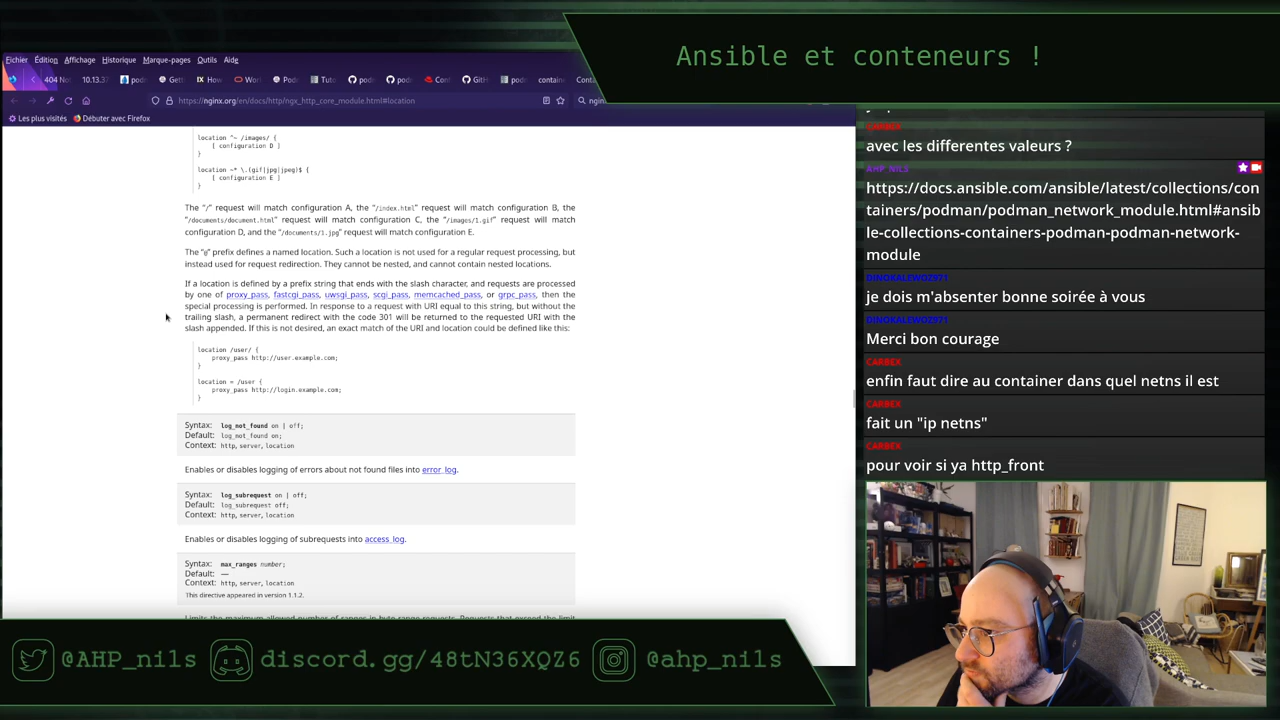 Ansible et conteneurs !
Fichier Édition Affichage Historique Marque-pages Outils Aide
404 No 10.13.37 pod Getti How Wor Pod Tuto pod pod Con GitH pod contain Conta
https://nginx.org/en/docs/http/ngx_http_core_module.html#location
Les plus visités Débuter avec Firefox
location ^~ /images/ {
[ configuration D ]
}
location ~* \.(gif|jpg|jpeg)$ {
[ configuration E ]
}
The "/" request will match configuration A, the "/index.html" request will match configuration B, the
"/documents/document.html" request will match configuration C, the "/images/1.gif" request will match
configuration D, and the "/documents/1.jpg" request will match configuration E.
The "@" prefix defines a named location. Such a location is not used for a regular request processing, but
instead used for request redirection. They cannot be nested, and cannot contain nested locations.
If a location is defined by a prefix string that ends with the slash character, and requests are processed
by one of proxy_pass, fastcgi_pass, uwsgi_pass, scgi_pass, memcached_pass, or grpc_pass, then the
special processing is performed. In response to a request with URI equal to this string, but without the
trailing slash, a permanent redirect with the code 301 will be returned to the requested URI with the
slash appended. If this is not desired, an exact match of the URI and location could be defined like this:
location /user/ {
proxy_pass http://user.example.com;
}
location = /user {
proxy_pass http://login.example.com;
}
Syntax: log_not_found on | off;
Default: log_not_found on;
Context: http, server, location
Enables or disables logging of errors about not found files into error_log.
Syntax: log_subrequest on | off;
Default: log_subrequest off;
Context: http, server, location
Enables or disables logging of subrequests into access_log.
Syntax: max_ranges number;
Default: —
Context: http, server, location
This directive appeared in version 1.1.2.
Limits the maximum allowed number of ranges in byte-range requests. Requests that exceed the limit
CARBEX
avec les differentes valeurs ?
AHP_NILS
https://docs.ansible.com/ansible/latest/collections/con
tainers/podman/podman_network_module.html#ansib
le-collections-containers-podman-podman-network-
module
DINOKALEWOZ971
je dois m'absenter bonne soirée à vous
DINOKALEWOZ971
Merci bon courage
CARBEX
enfin faut dire au container dans quel netns il est
CARBEX
fait un "ip netns"
CARBEX
pour voir si ya http_front
@AHP_nils discord.gg/48tN36XQZ6 @ahp_nils